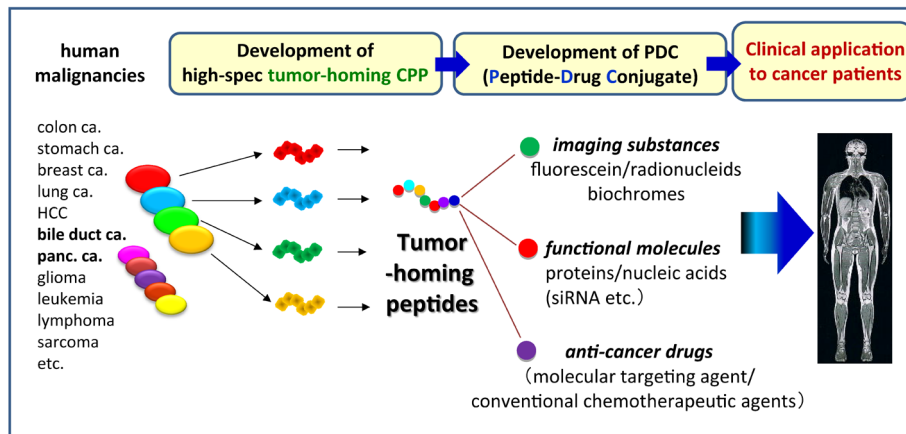 human
malignancies
Development of
high-spec tumor-homing CPP
Development of PDC
(Peptide-Drug Conjugate)
Clinical application
to cancer patients
colon ca.
stomach ca.
breast ca.
lung ca.
HCC
bile duct ca.
panc. ca.
glioma
leukemia
lymphoma
sarcoma
etc.
Tumor
-homing
peptides
imaging substances
fluorescein/radionucleids
biochromes
functional molecules
proteins/nucleic acids
(siRNA etc.)
anti-cancer drugs
(molecular targeting agent/
conventional chemotherapeutic agents)